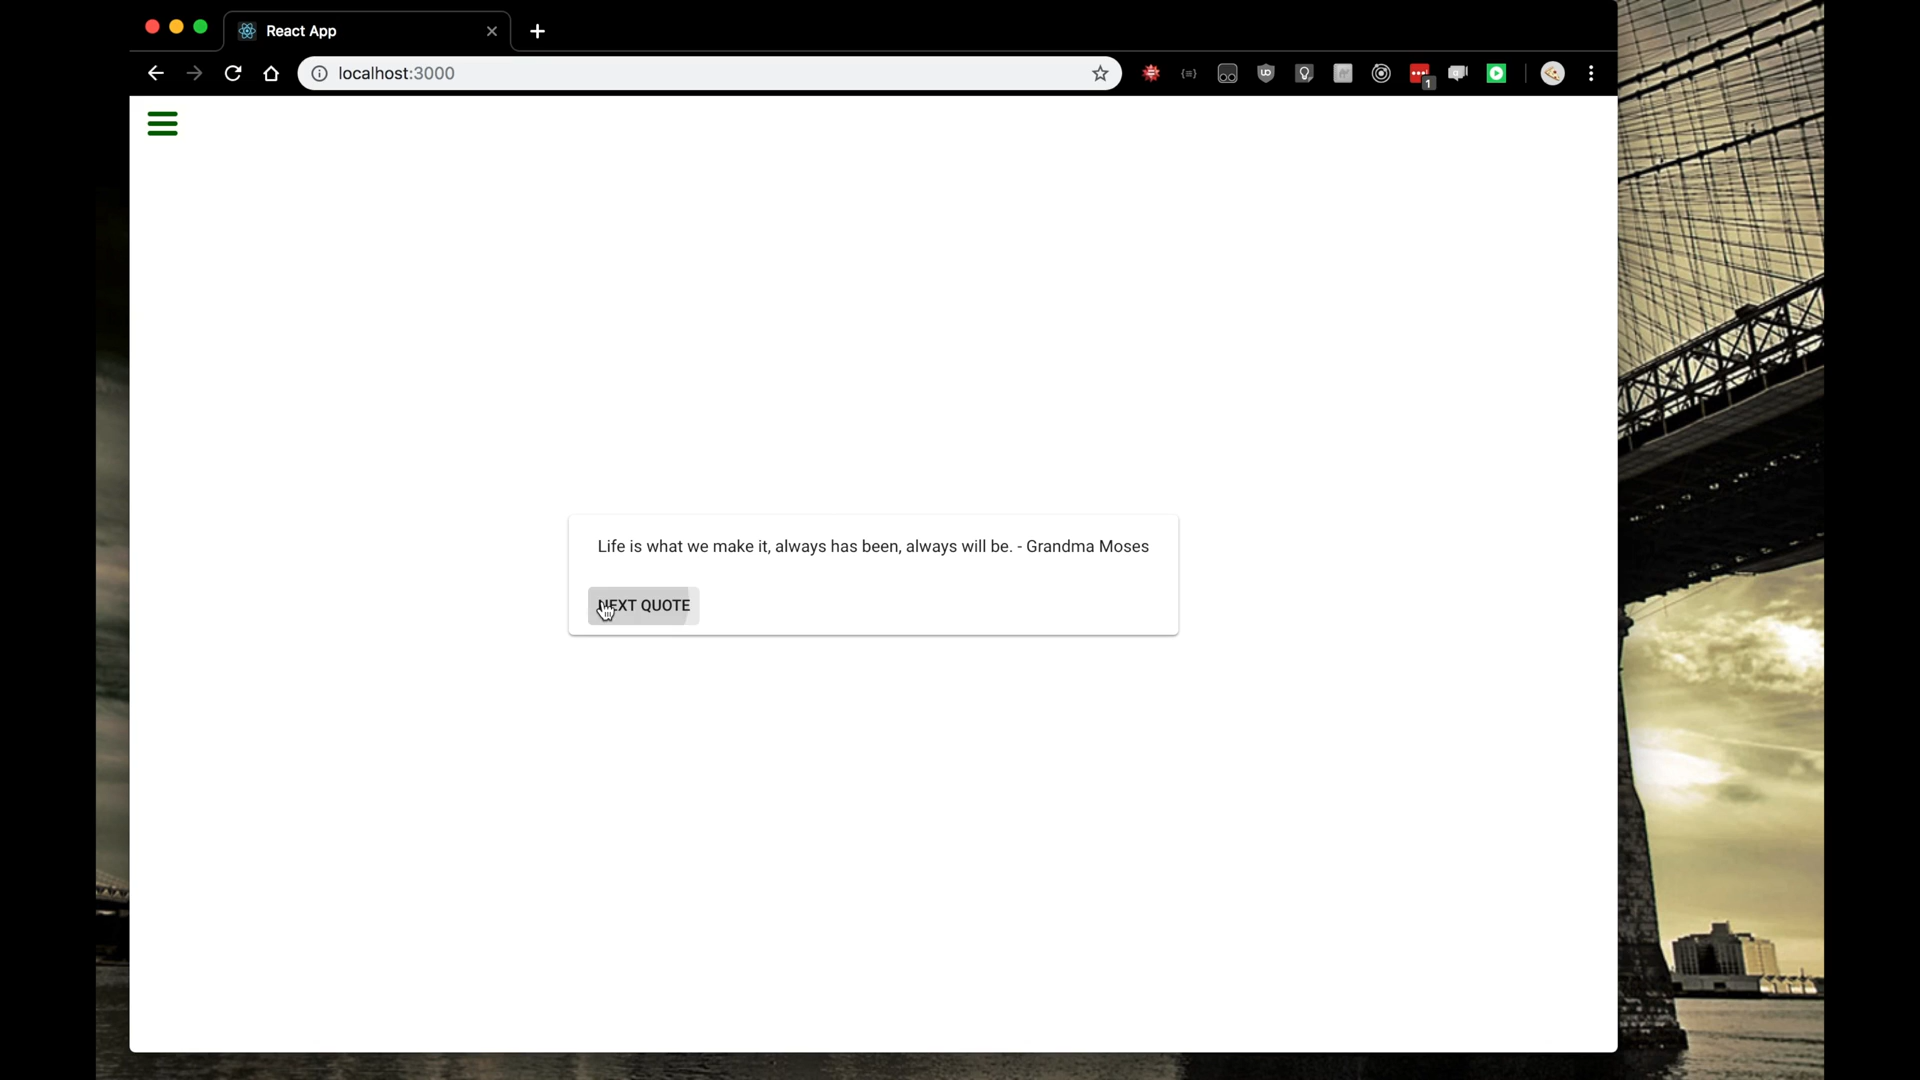 React App
localhost:3000
1
Life is what we make it, always has been, always will be. - Grandma Moses
NEXT QUOTE